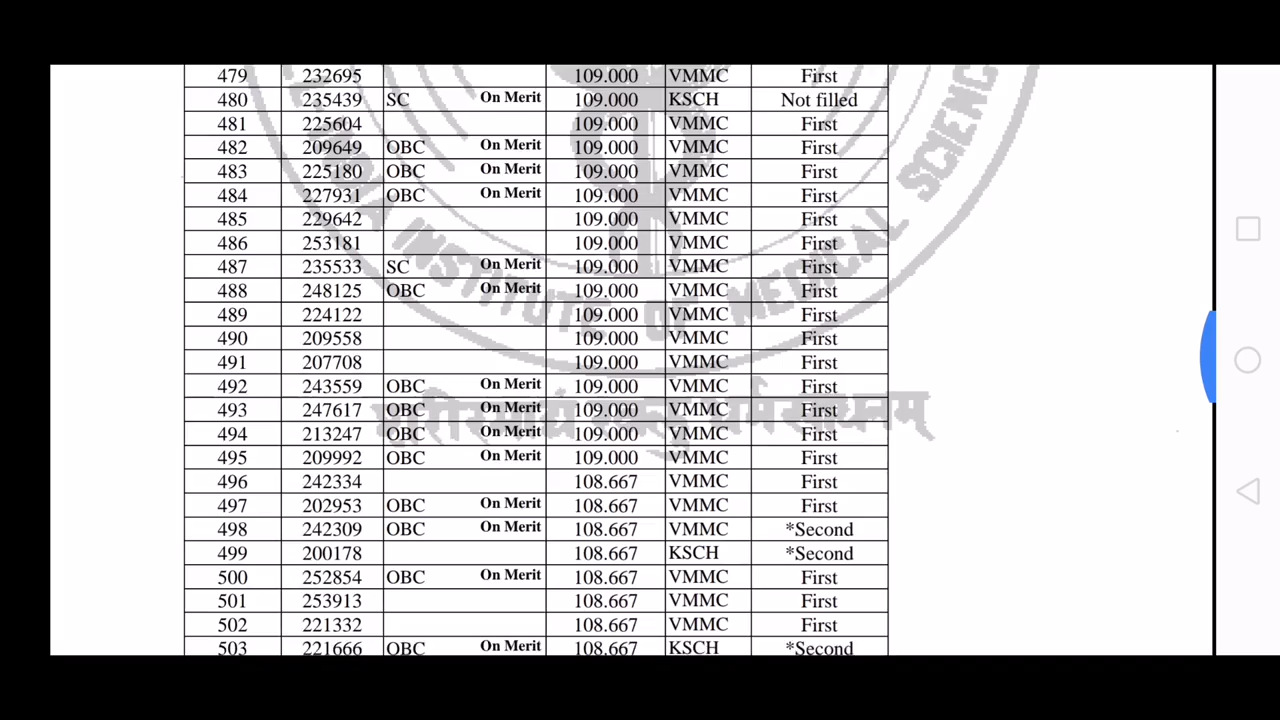 479 232695 109.000 VMMC First
480 235439 SC On Merit 109.000 KSCH Not filled
481 225604 109.000 VMMC First
482 209649 OBC On Merit 109.000 VMMC First
483 225180 OBC On Merit 109.000 VMMC First
484 227931 OBC On Merit 109.000 VMMC First
485 229642 109.000 VMMC First
486 253181 109.000 VMMC First
487 235533 SC On Merit 109.000 VMMC First
488 248125 OBC On Merit 109.000 VMMC First
489 224122 109.000 VMMC First
490 209558 109.000 VMMC First
491 207708 109.000 VMMC First
492 243559 OBC On Merit 109.000 VMMC First
493 247617 OBC On Merit 109.000 VMMC First
494 213247 OBC On Merit 109.000 VMMC First
495 209992 OBC On Merit 109.000 VMMC First
496 242334 108.667 VMMC First
497 202953 OBC On Merit 108.667 VMMC First
498 242309 OBC On Merit 108.667 VMMC *Second
499 200178 108.667 KSCH *Second
500 252854 OBC On Merit 108.667 VMMC First
501 253913 108.667 VMMC First
502 221332 108.667 VMMC First
503 221666 OBC On Merit 108.667 KSCH *Second
INDIA INSTITUTE OF MEDICAL SCIENC